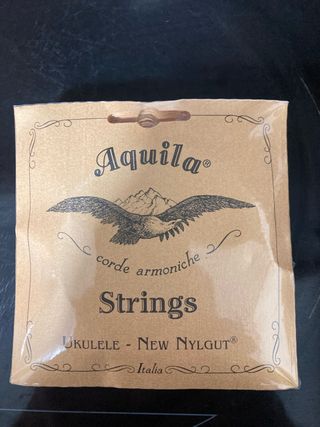 Aquila®
corde armoniche
Strings
UKULELE - NEW NYLGUT®
Italia